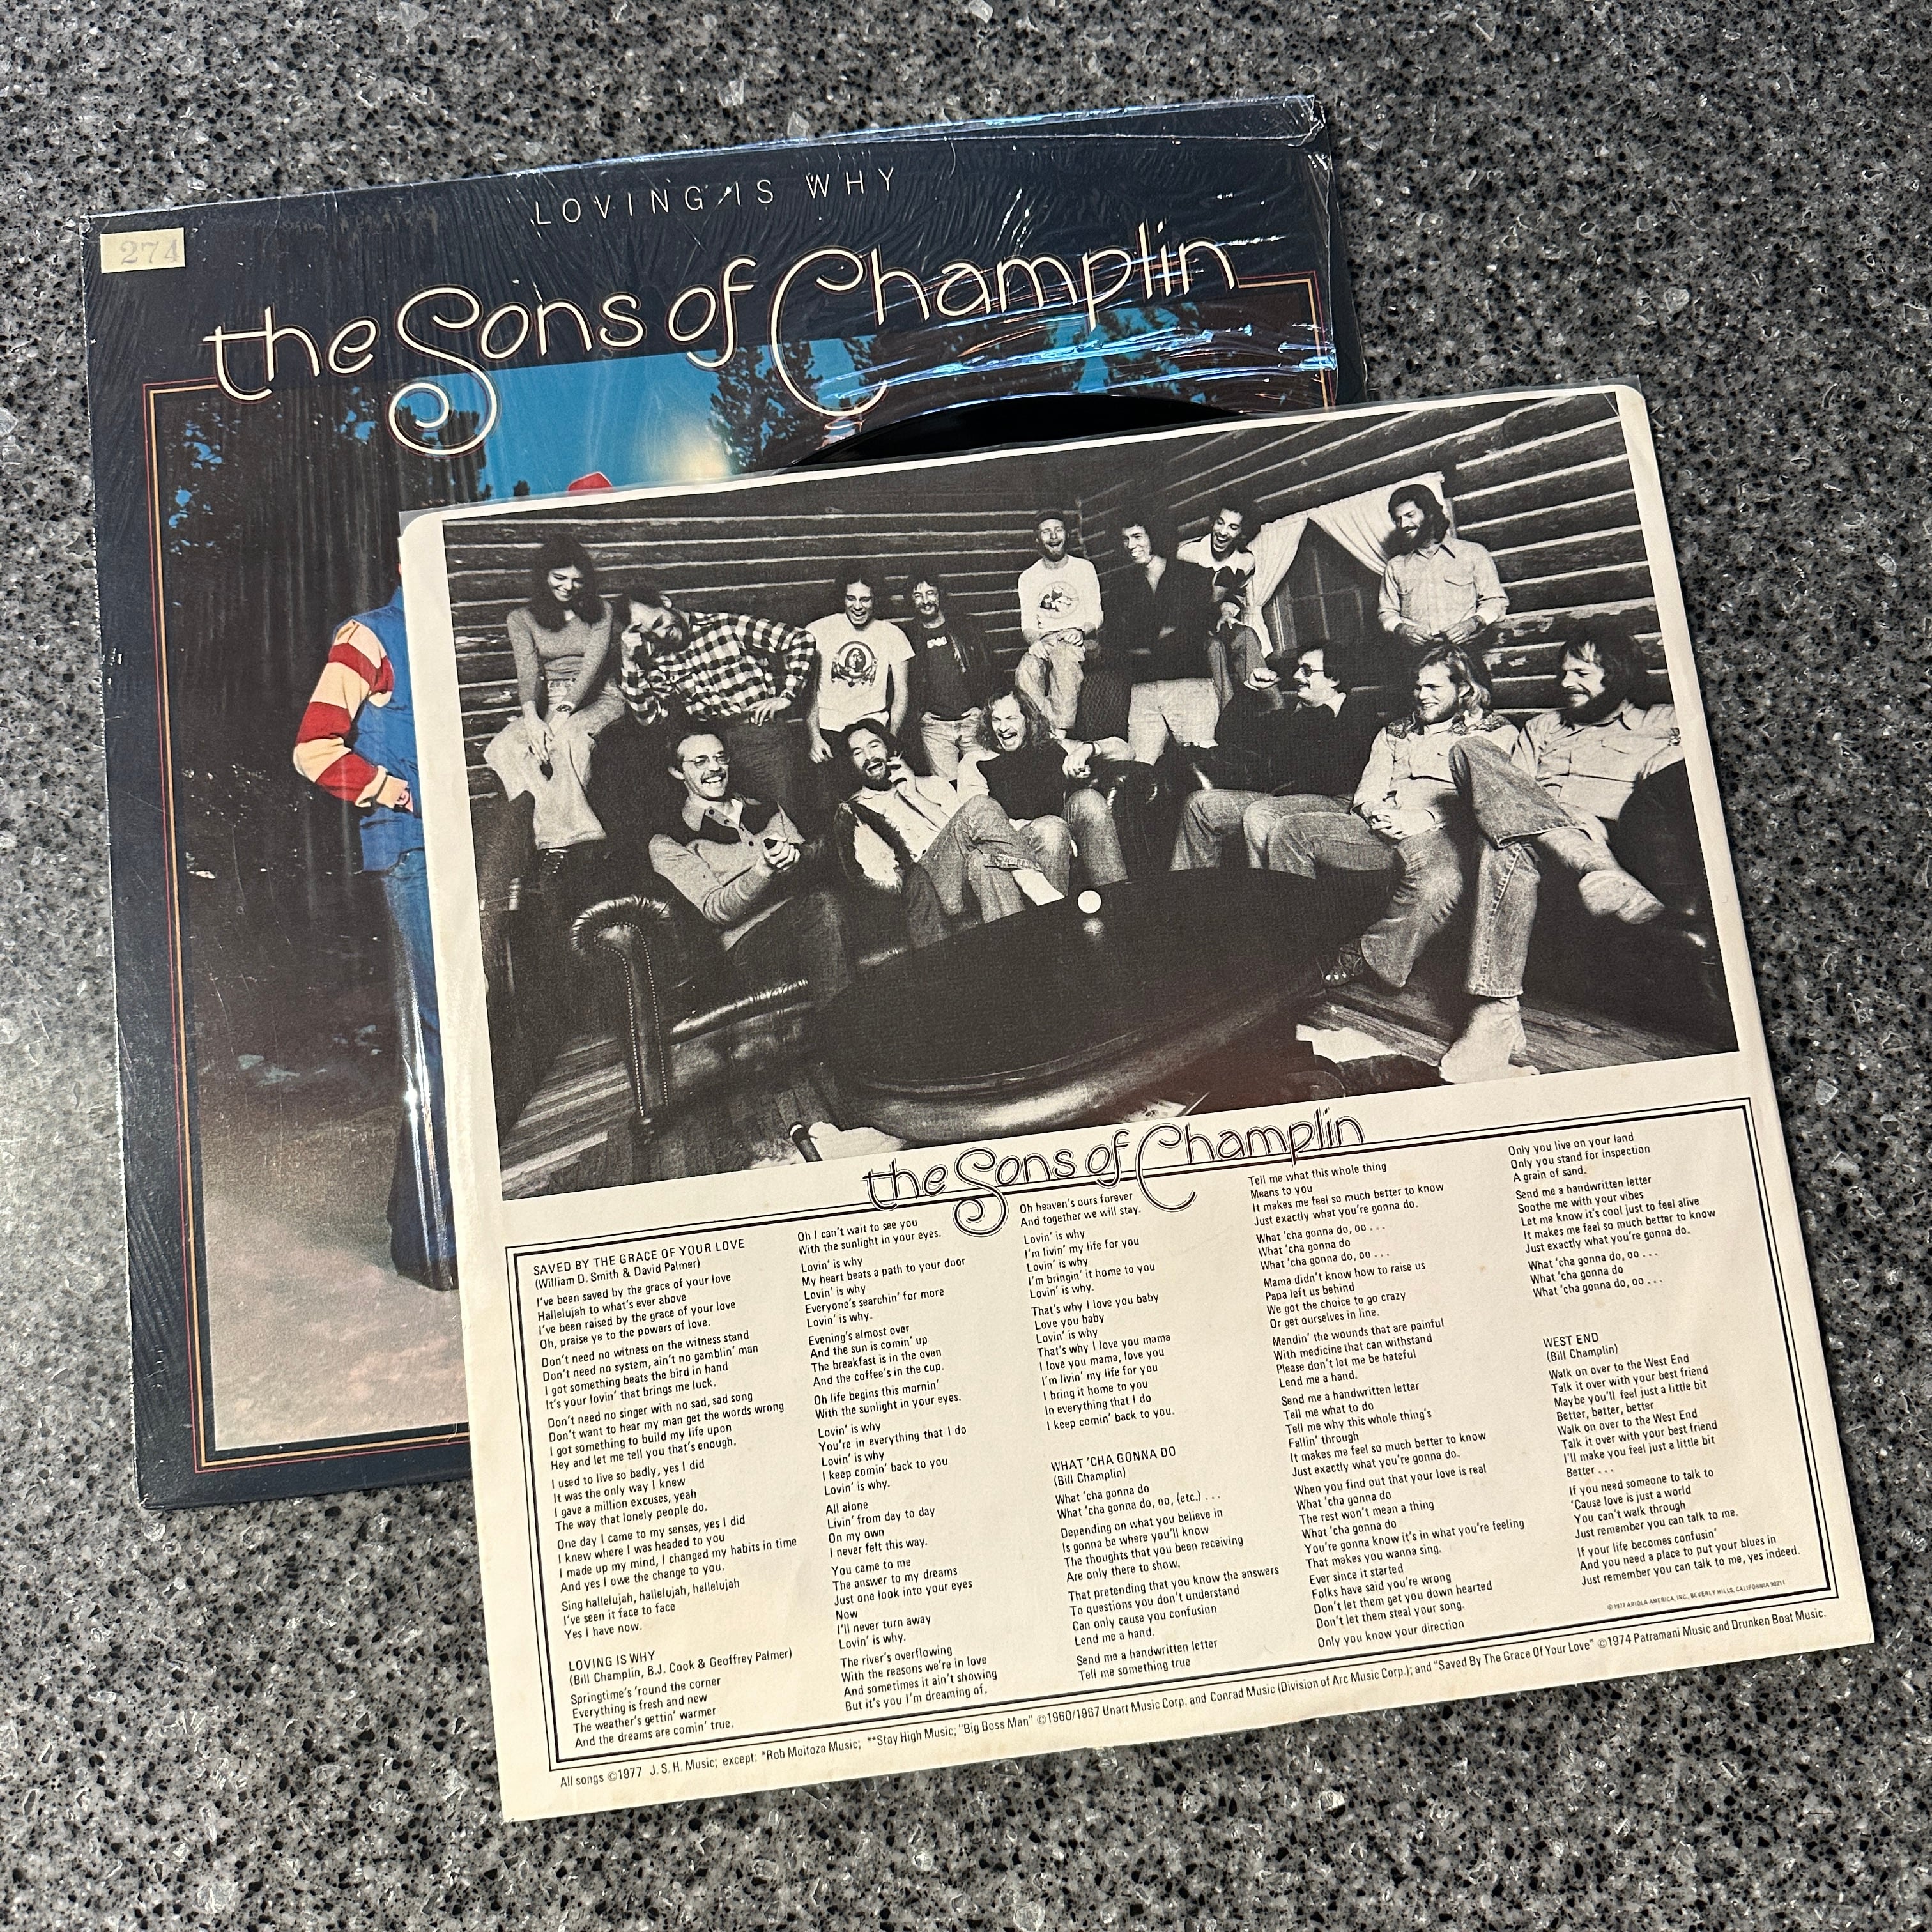 LOVING IS WHY
274
the Sons of Champlin
the Sons of Champlin
SAVED BY THE GRACE OF YOUR LOVE
(William D. Smith & David Palmer)
I've been saved by the grace of your love
Hallelujah to what's ever above
I've been raised by the grace of your love
Oh, praise ye to the powers of love.
Don't need no witness on the witness stand
Don't need no system, ain't no gamblin' man
I got something beats the bird in hand
It's your lovin' that brings me luck.
Don't need no singer with no sad, sad song
Don't want to hear my man get the words wrong
I got something to build my life upon
Hey and let me tell you that's enough.
I used to live so badly, yes I did
It was the only way I knew
I gave a million excuses, yeah
The way that lonely people do.
One day I came to my senses, yes I did
I knew where I was headed to
I made up my mind, I changed my habits in time
And yes I owe the change to you.
Sing hallelujah, hallelujah
I've seen it face to face
Yes I have now.
LOVING IS WHY
(Bill Champlin, B.J. Cook & Geoffrey Palmer)
Springtime's 'round the corner
Everything is fresh and new
The weather's gettin' warmer
And the dreams are comin' true.
Oh I can't wait to see you
With the sunlight in your eyes.
Lovin' is why
My heart beats a path to your door
Lovin' is why
Everyone's searchin' for more
Lovin' is why.
Evening's almost over
And the sun is comin' up
The breakfast is in the oven
And the coffee's in the cup.
Oh life begins this mornin'
With the sunlight in your eyes.
Lovin' is why
You're in everything that I do
Lovin' is why
I keep comin' back to you
Lovin' is why.
All alone
Livin' from day to day
On my own
I never felt this way.
You came to me
The answer to my dreams
Just one look into your eyes
Now
I'll never turn away
Lovin' is why.
The river's overflowing
With the reasons we're in love
And sometimes it ain't showing
But it's you I'm dreaming of.
Oh heaven's ours forever
And together we will stay.
Lovin' is why
I'm livin' my life for you
Lovin' is why
I'm bringin' it home to you
Lovin' is why.
That's why I love you baby
Love you baby
Lovin' is why
That's why I love you mama
I love you mama, love you
I'm livin' my life for you
I bring it home to you
In everything that I do
I keep comin' back to you.
WHAT 'CHA GONNA DO
(Bill Champlin)
What 'cha gonna do
What 'cha gonna do, oo, (etc.) . . .
Depending on what you believe in
Is gonna be where you'll know
The thoughts that you been receiving
Are only there to show.
That pretending that you know the answers
To questions you don't understand
Can only cause you confusion
Lend me a hand.
Send me a handwritten letter
Tell me something true
Tell me what this whole thing
Means to you
It makes me feel so much better to know
Just exactly what you're gonna do.
What 'cha gonna do, oo . . .
What 'cha gonna do
What 'cha gonna do, oo . . .
Mama didn't know how to raise us
Papa left us behind
We got the choice to go crazy
Or get ourselves in line.
Mendin' the wounds that are painful
With medicine that can withstand
Please don't let me be hateful
Lend me a hand.
Send me a handwritten letter
Tell me what to do
Tell me why this whole thing's
Fallin' through
It makes me feel so much better to know
Just exactly what you're gonna do.
When you find out that your love is real
What 'cha gonna do
The rest won't mean a thing
What 'cha gonna do
You're gonna know it's in what you're feeling
That makes you wanna sing.
Ever since it started
Folks have said you're wrong
Don't let them get you down hearted
Don't let them steal your song.
Only you know your direction
Only you live on your land
Only you stand for inspection
A grain of sand.
Send me a handwritten letter
Soothe me with your vibes
Let me know it's cool just to feel alive
It makes me feel so much better to know
Just exactly what you're gonna do.
What 'cha gonna do, oo . . .
What 'cha gonna do
What 'cha gonna do, oo . . .
WEST END
(Bill Champlin)
Walk on over to the West End
Talk it over with your best friend
Maybe you'll feel just a little bit
Better, better, better
Walk on over to the West End
Talk it over with your best friend
I'll make you feel just a little bit
Better . . .
If you need someone to talk to
'Cause love is just a world
You can't walk through
Just remember you can talk to me.
If your life becomes confusin'
And you need a place to put your blues in
Just remember you can talk to me, yes indeed.
© 1977 ARIOLA-AMERICA, INC., BEVERLY HILLS, CALIFORNIA 90211
All songs ©1977 J. S. H. Music; except: *Rob Moitoza Music; **Stay High Music; "Big Boss Man" ©1960/1967 Unart Music Corp. and Conrad Music (Division of Arc Music Corp.); and "Saved By The Grace Of Your Love" ©1974 Patramani Music and Drunken Boat Music.